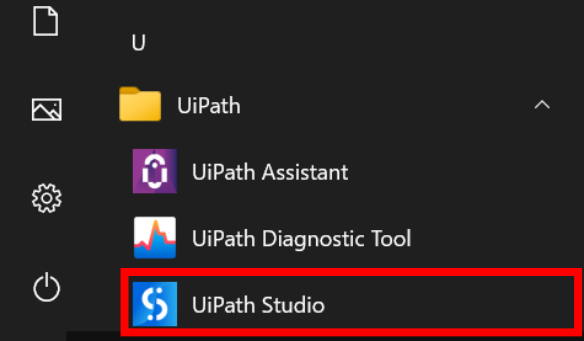 U
UiPath
UiPath Assistant
UiPath Diagnostic Tool
UiPath Studio